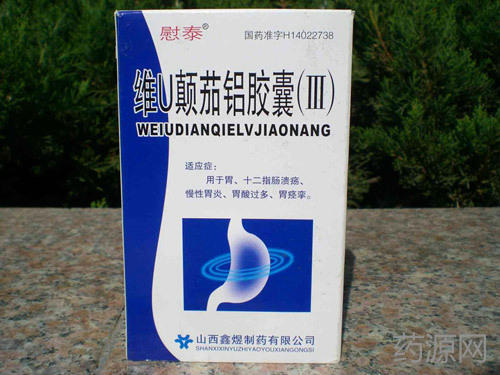 慰泰®
国药准字H14022738
维U颠茄铝胶囊(III)
WEIUDIANQIELVJIAONANG
适应症:
用于胃、十二指肠溃疡、
慢性胃炎、胃酸过多、胃痉挛。
山西鑫煜制药有限公司
SHANXIXINYUZHIYAOYOUXIANGONGSI
药源网